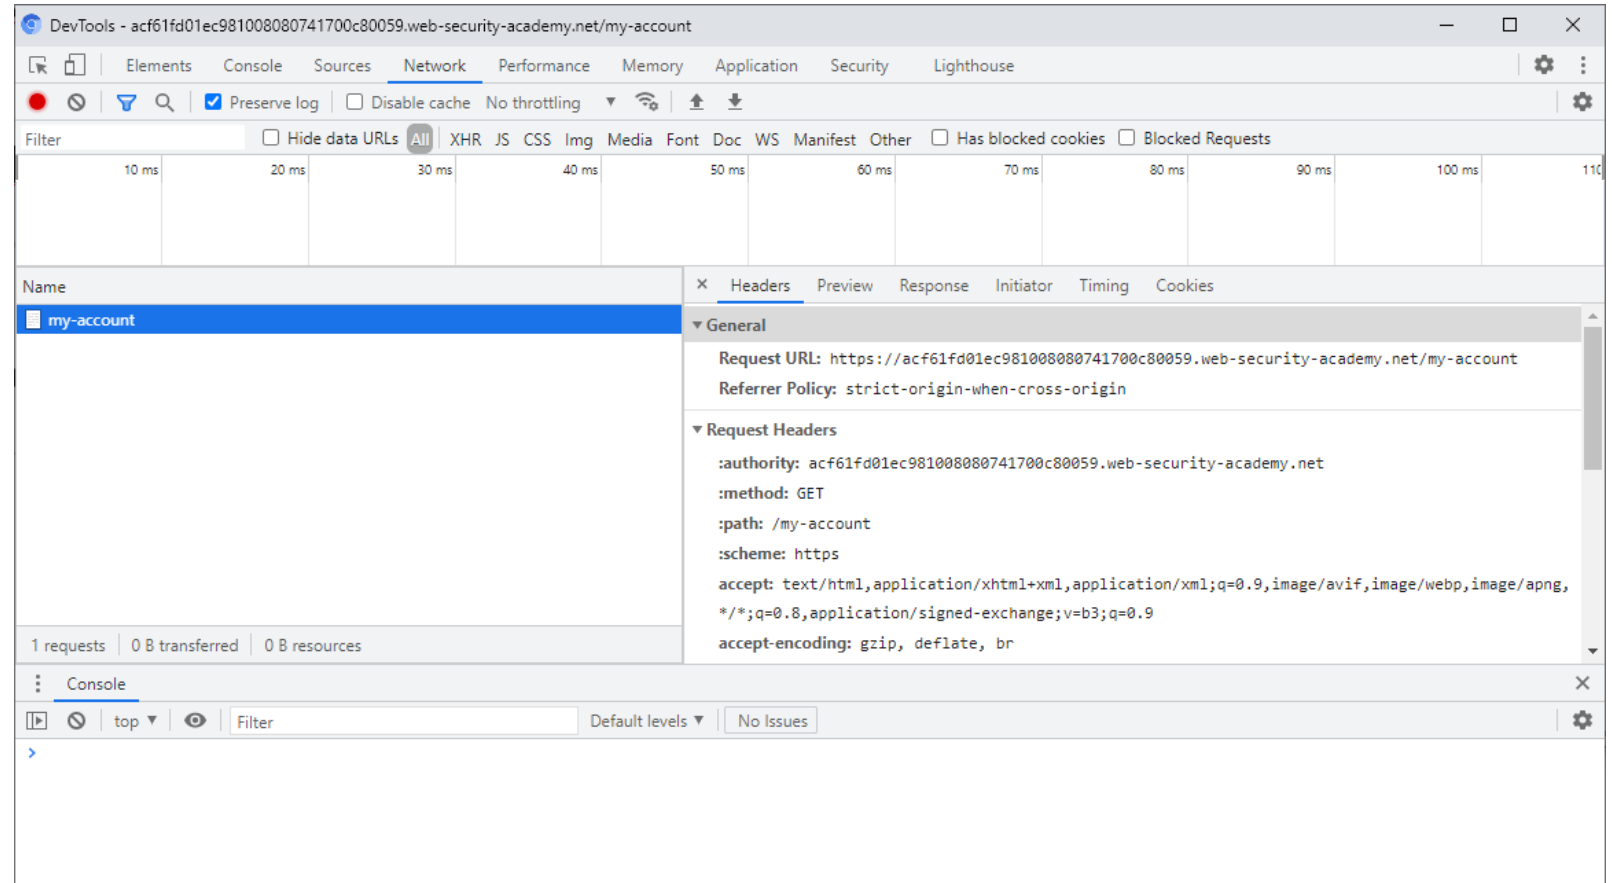 DevTools - acf61fd01ec981008080741700c80059.web-security-academy.net/my-account
Elements Console Sources Network Performance Memory Application Security Lighthouse
Preserve log Disable cache No throttling
Filter Hide data URLs All XHR JS CSS Img Media Font Doc WS Manifest Other Has blocked cookies Blocked Requests
10 ms 20 ms 30 ms 40 ms 50 ms 60 ms 70 ms 80 ms 90 ms 100 ms 110
Name
my-account
1 requests 0 B transferred 0 B resources
Headers Preview Response Initiator Timing Cookies
General
Request URL: https://acf61fd01ec981008080741700c80059.web-security-academy.net/my-account
Referrer Policy: strict-origin-when-cross-origin
Request Headers
:authority: acf61fd01ec981008080741700c80059.web-security-academy.net
:method: GET
:path: /my-account
:scheme: https
accept: text/html,application/xhtml+xml,application/xml;q=0.9,image/avif,image/webp,image/apng,
*/*;q=0.8,application/signed-exchange;v=b3;q=0.9
accept-encoding: gzip, deflate, br
Console
top Filter Default levels No Issues